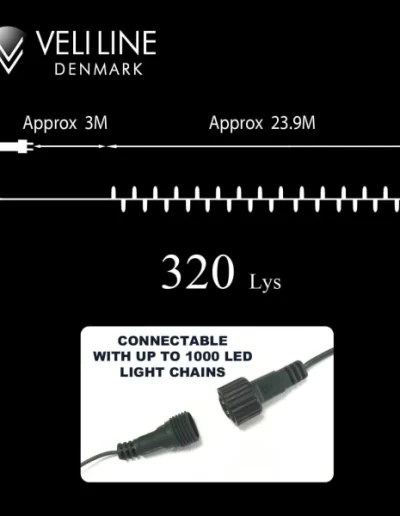 VELI LINE
DENMARK
Approx 3M
Approx 23.9M
320 Lys
CONNECTABLE
WITH UP TO 1000 LED
LIGHT CHAINS